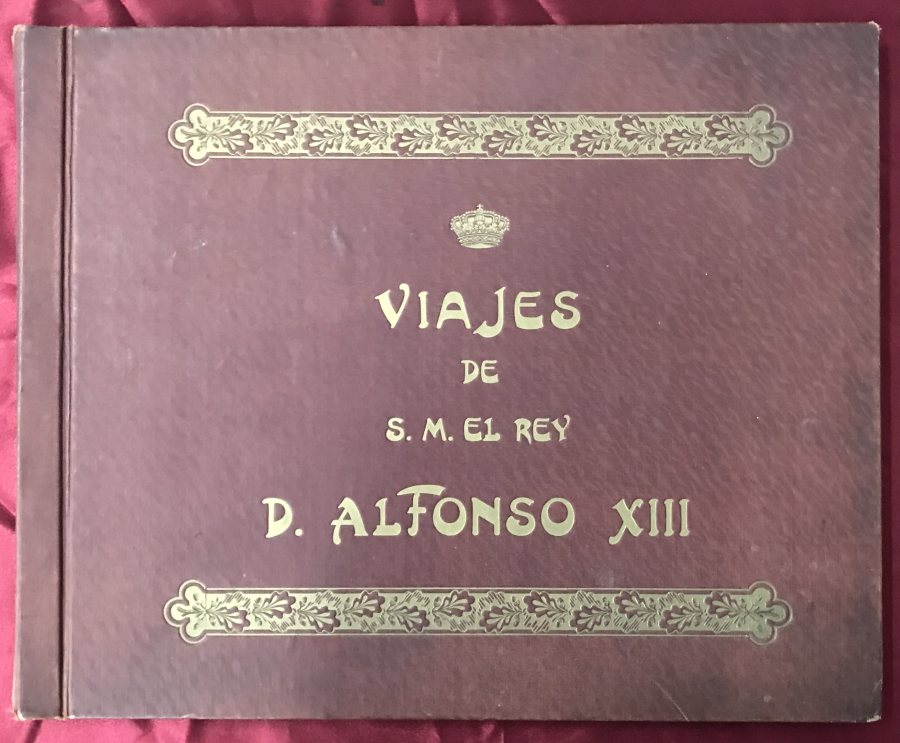 VIAJES
DE
S. M. EL REY
D. ALFONSO XIII